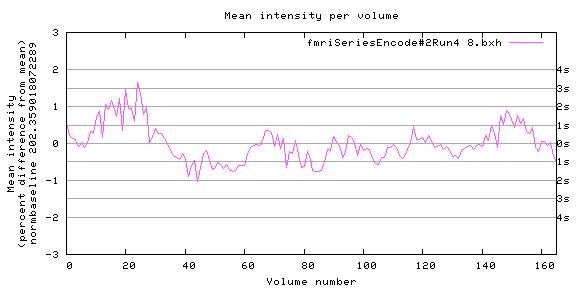 Mean intensity per volume
fmriSeriesEncode#2Run4 8.bxh
Mean intensity
(percent difference from mean)
normbaseline 202.359018072289
3
2
1
0
-1
-2
-3
4s
3s
2s
1s
0s
1s
2s
3s
4s
0 20 40 60 80 100 120 140 160
Volume number